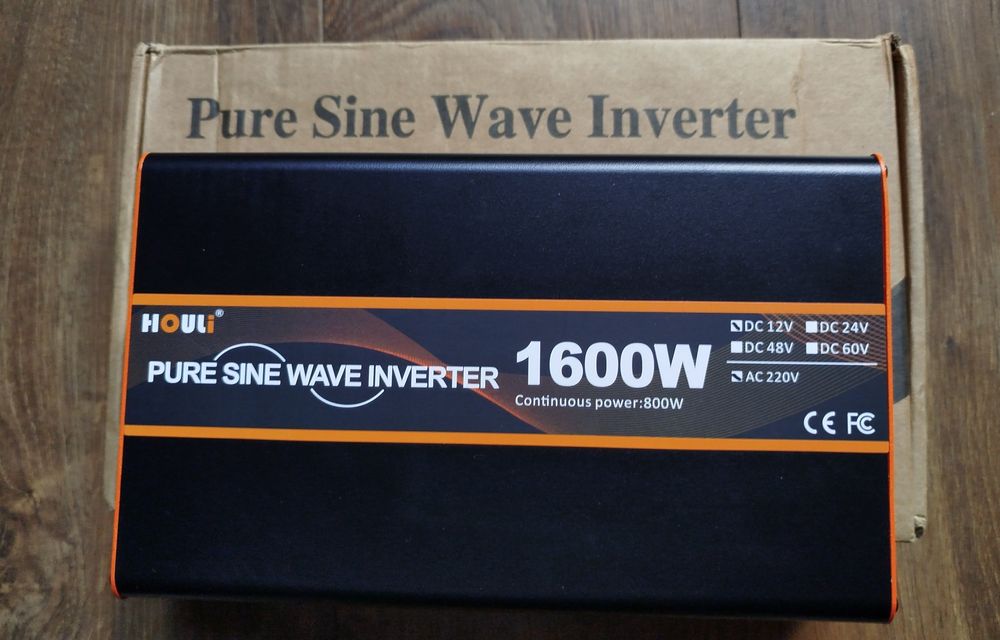 Pure Sine Wave Inverter
HOULi®
PURE SINE WAVE INVERTER
1600W
Continuous power:800W
DC 12V DC 24V
DC 48V DC 60V
AC 220V
CE FC